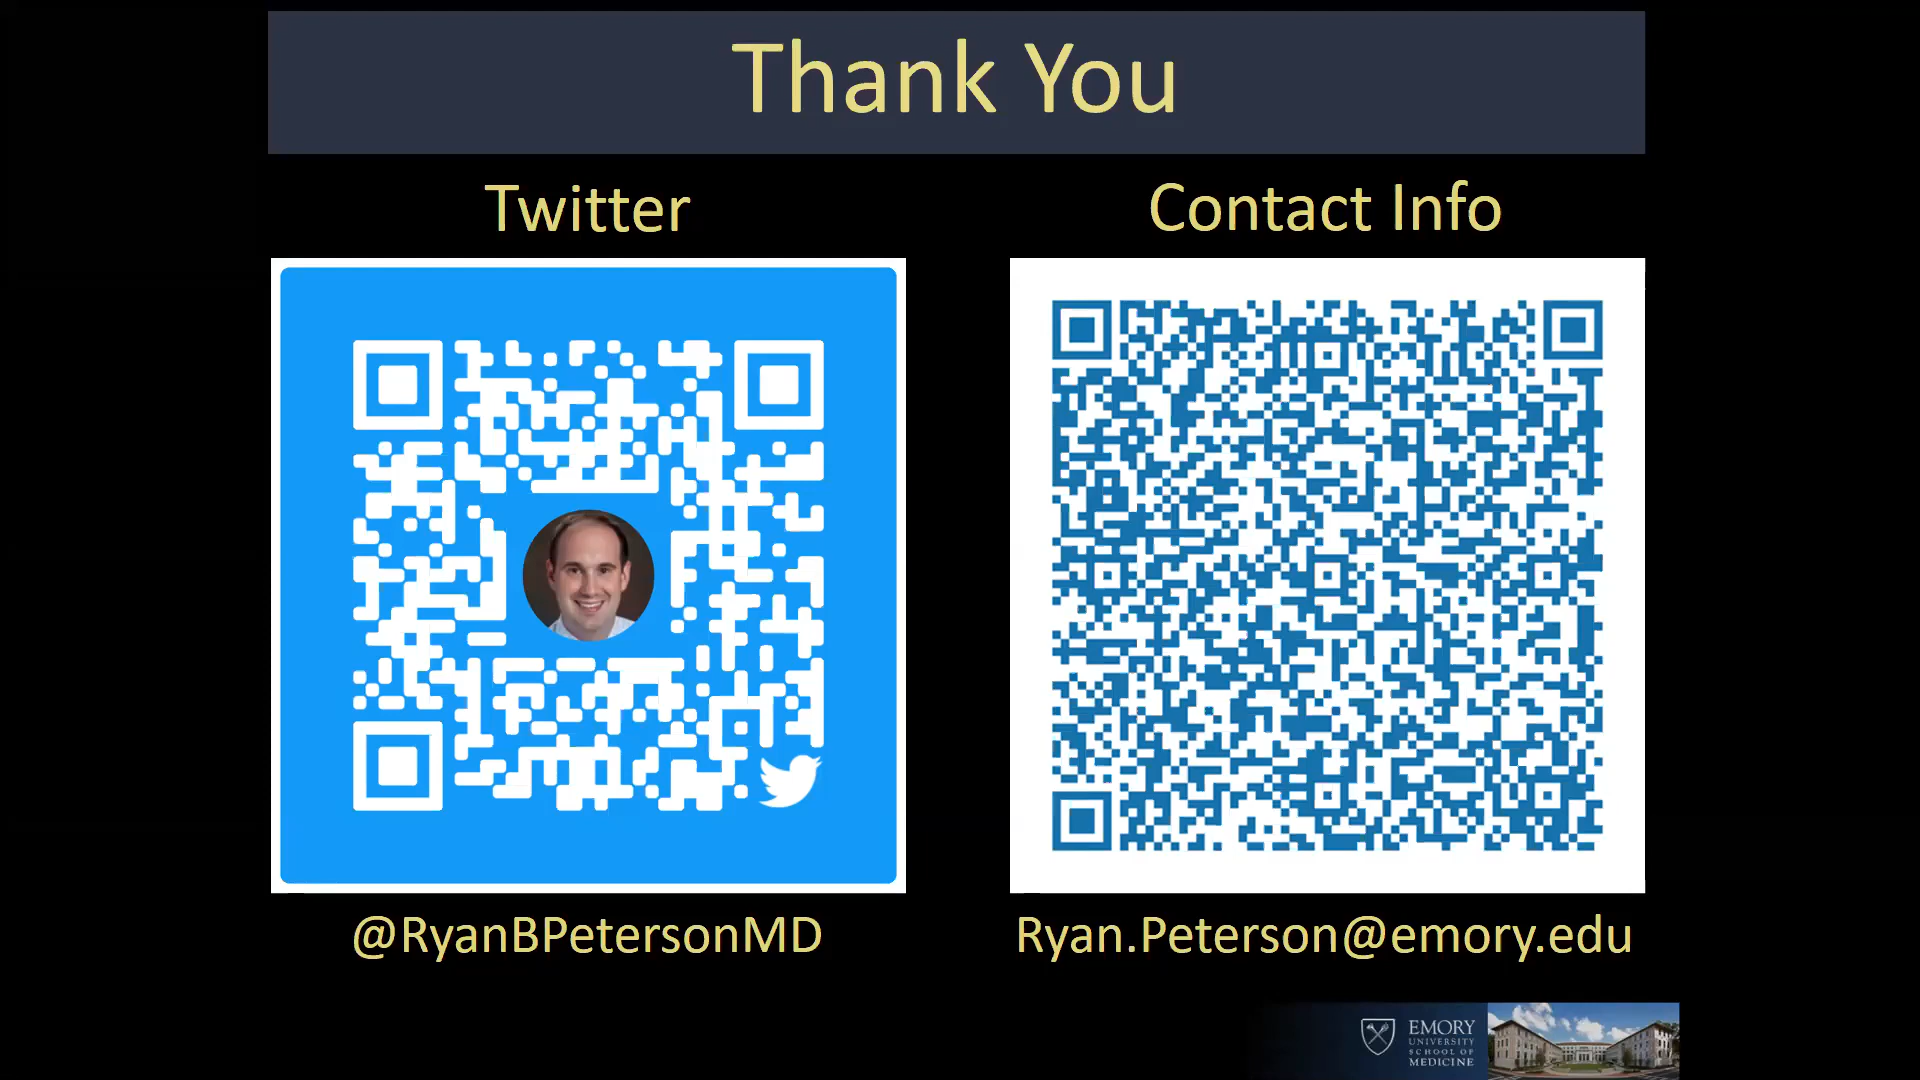 Thank You
Twitter
Contact Info
@RyanBPetersonMD
Ryan.Peterson@emory.edu
EMORY
UNIVERSITY
SCHOOL OF
MEDICINE